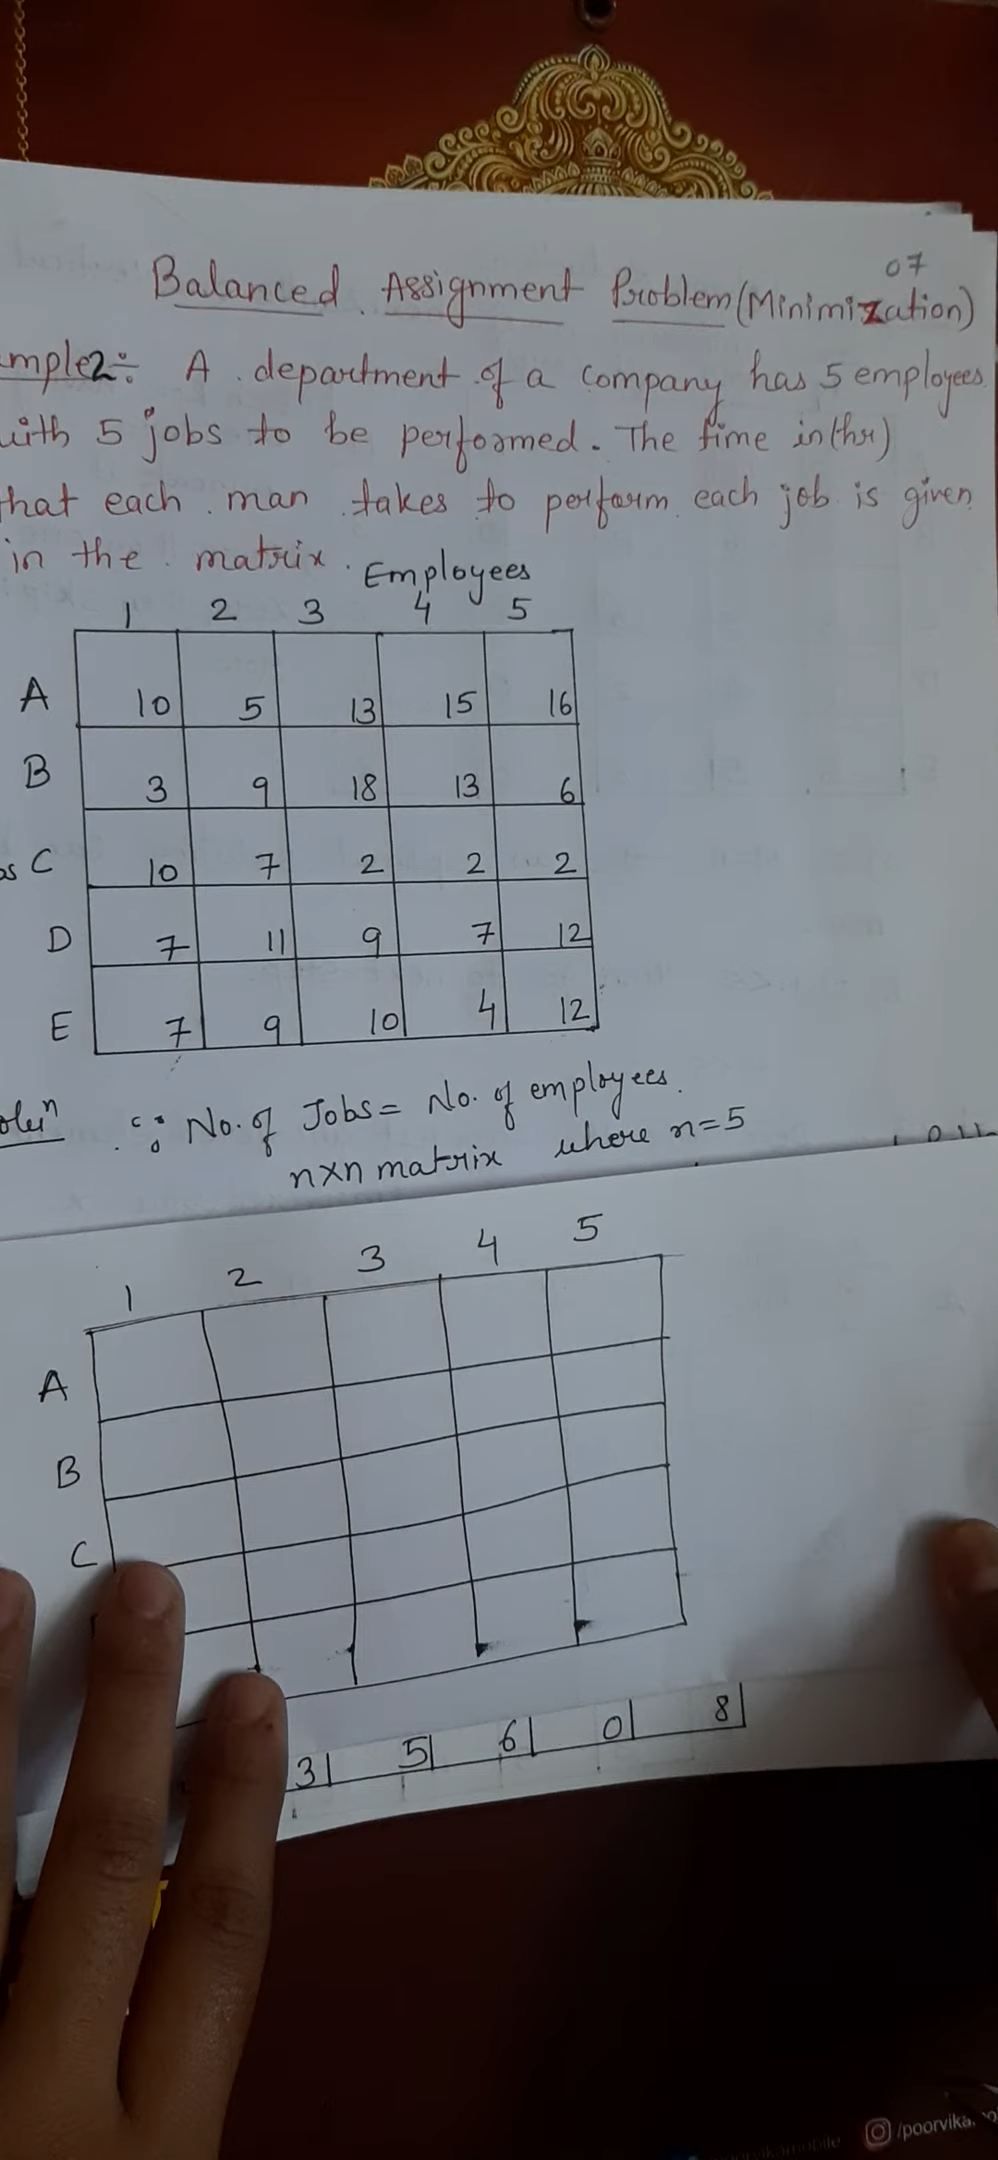 07
Balanced Assignment Problem (Minimization)
mple2:- A department of a company has 5 employees
with 5 jobs to be performed. The time in (hr)
that each man takes to perform each job is given
in the matrix. Employees
1 2 3 4 5
A 10 5 13 15 16
B 3 9 18 13 6
bs C 10 7 2 2 2
D 7 11 9 7 12
E 7 9 10 4 12
olun ∵ No. of Jobs = No. of employees.
n×n matrix where n=5
1 2 3 4 5
A
B
C
3 5 6 0 8
/poorvika.